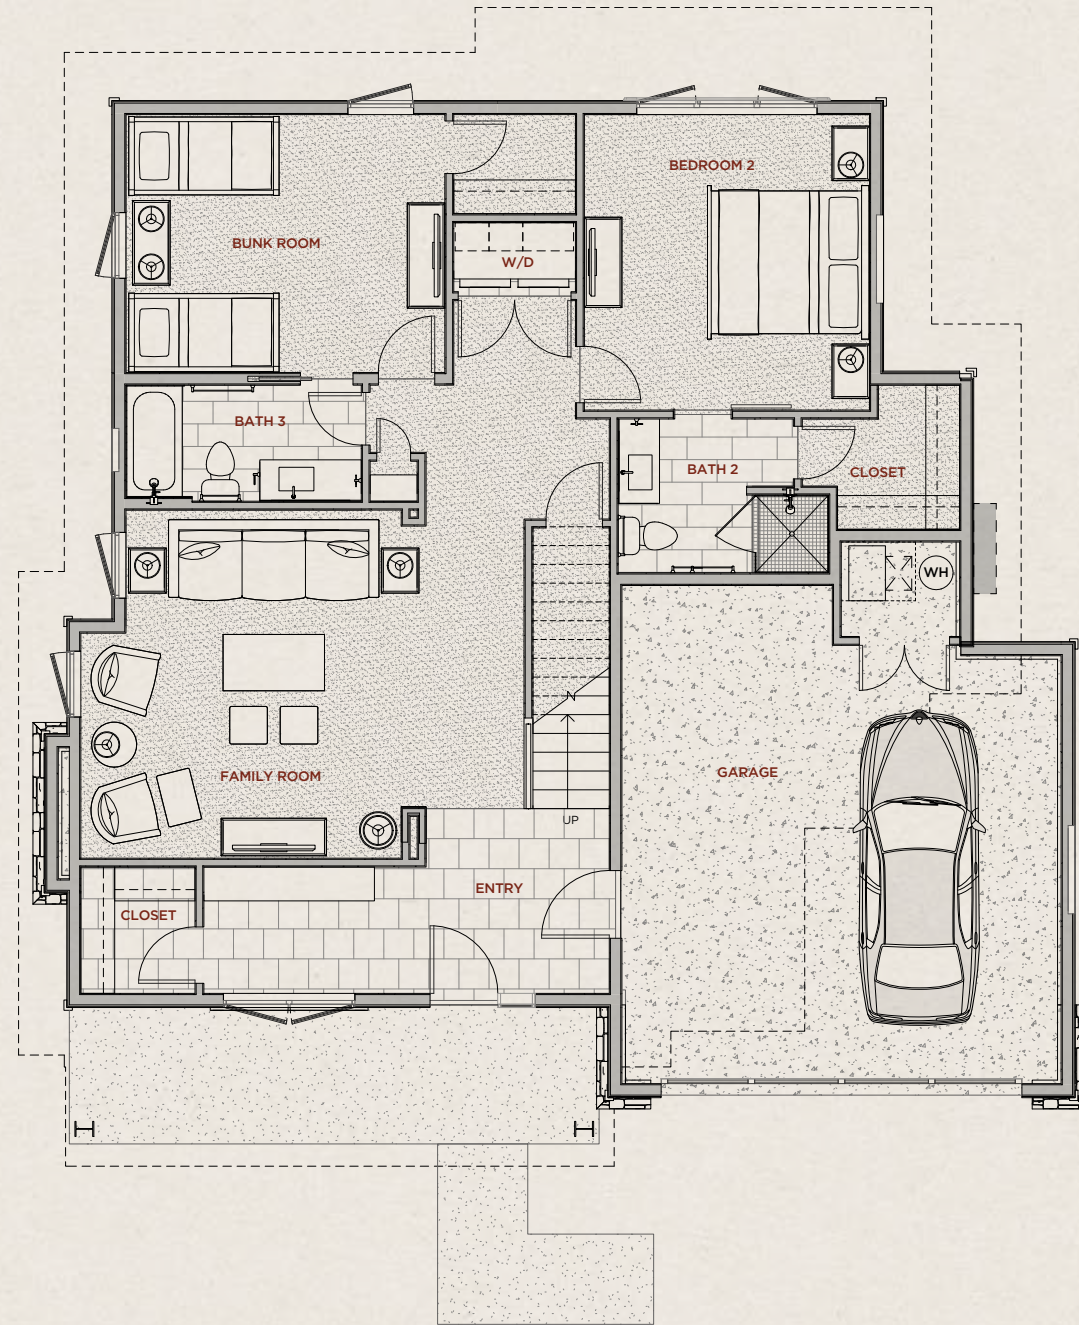 BEDROOM 2
BUNK ROOM
W/D
BATH 3
BATH 2
CLOSET
WH
FAMILY ROOM
GARAGE
UP
ENTRY
CLOSET